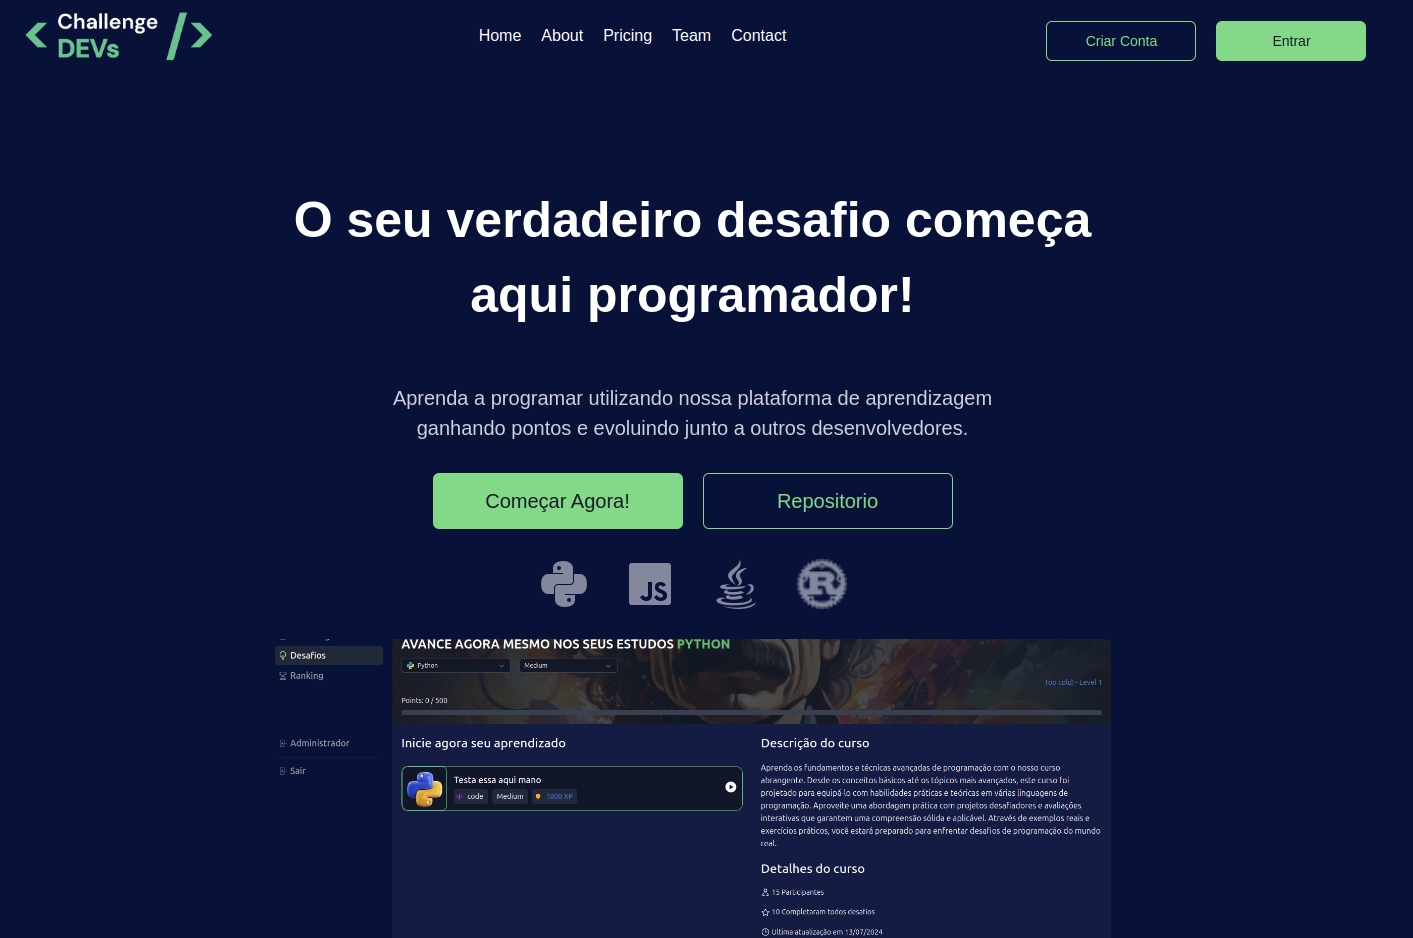 Challenge
DEVs
Home About Pricing Team Contact
Criar Conta
Entrar
O seu verdadeiro desafio começa
aqui programador!
Aprenda a programar utilizando nossa plataforma de aprendizagem
ganhando pontos e evoluindo junto a outros desenvolvedores.
Começar Agora!
Repositorio
JS
R
Desafios
Ranking
Administrador
Sair
AVANCE AGORA MESMO NOS SEUS ESTUDOS PYTHON
Python
Medium
Too cold! - Level 1
Points: 0 / 500
Inicie agora seu aprendizado
Testa essa aqui mano
code Medium 1800 XP
Descrição do curso
Aprenda os fundamentos e técnicas avançadas de programação com o nosso curso
abrangente. Desde os conceitos básicos até os tópicos mais avançados, este curso foi
projetado para equipá-lo com habilidades práticas e teóricas em várias linguagens de
programação. Aproveite uma abordagem prática com projetos desafiadores e avaliações
interativas que garantem uma compreensão sólida e aplicável. Através de exemplos reais e
exercícios práticos, você estará preparado para enfrentar desafios de programação do mundo
real.
Detalhes do curso
15 Participantes
10 Completaram todos desafios
Ultima atualização em 13/07/2024